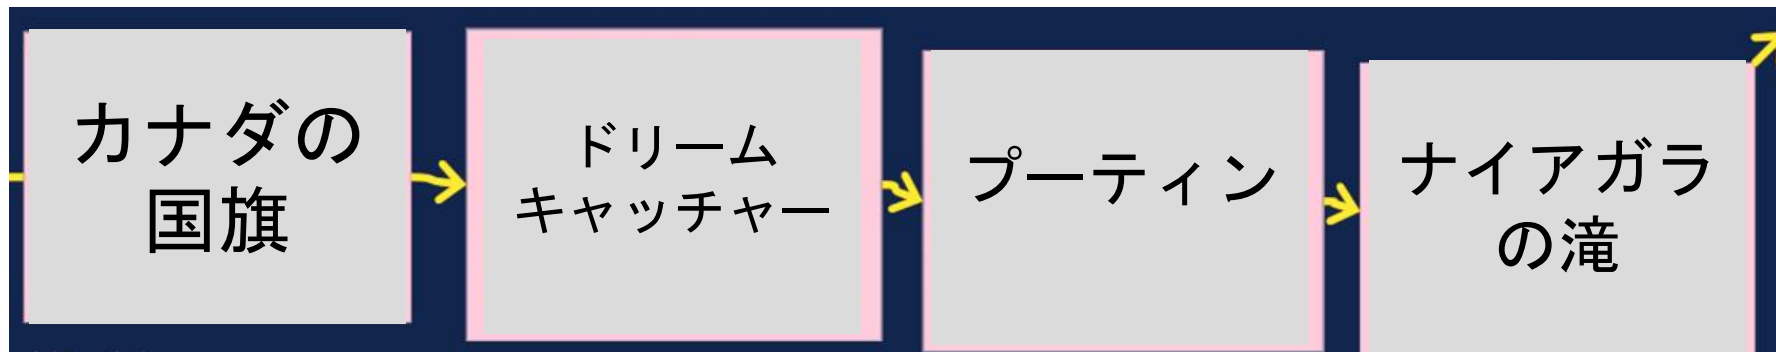 カナダの
国旗
ドリーム
キャッチャー
プーティン
ナイアガラ
の滝